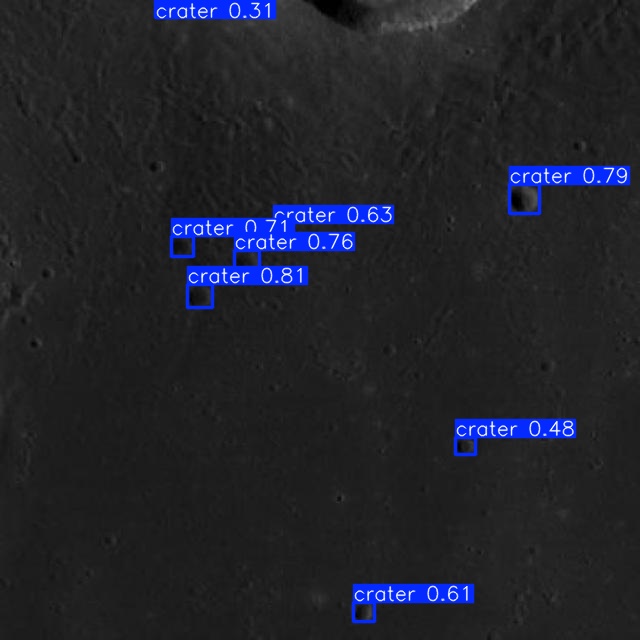 crater 0.31
crater 0.79
crater 0.63
crater 0.71
crater 0.76
crater 0.81
crater 0.48
crater 0.61